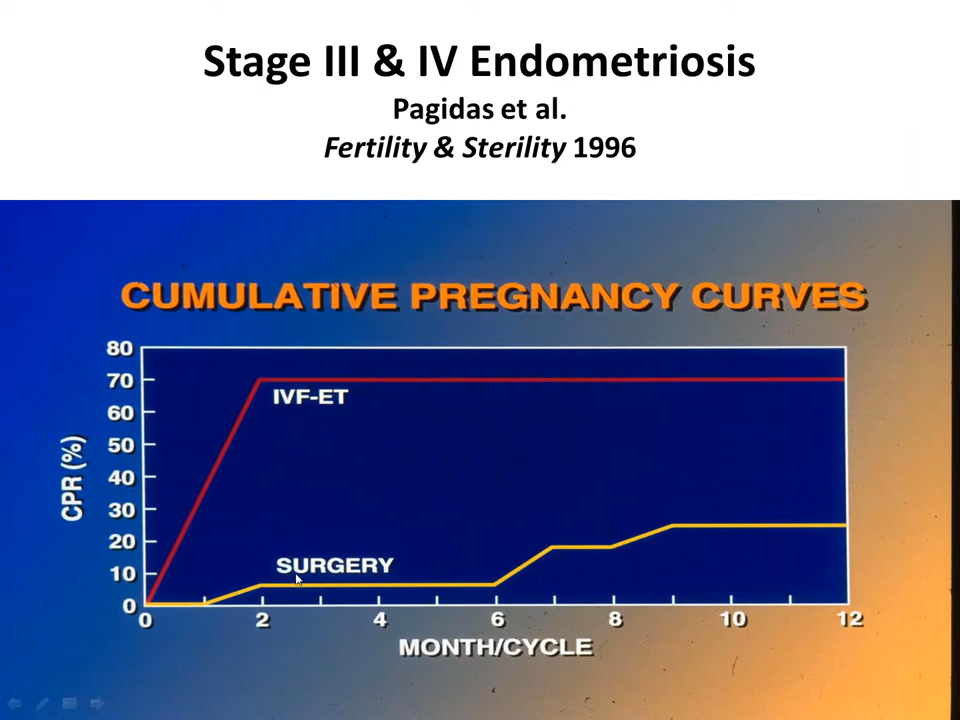 Stage III & IV Endometriosis
Pagidas et al.
Fertility & Sterility 1996
CUMULATIVE PREGNANCY CURVES
80
70
IVF-ET
60
50
CPR (%)
40
30
20
SURGERY
10
0
0 2 4 6 8 10 12
MONTH/CYCLE